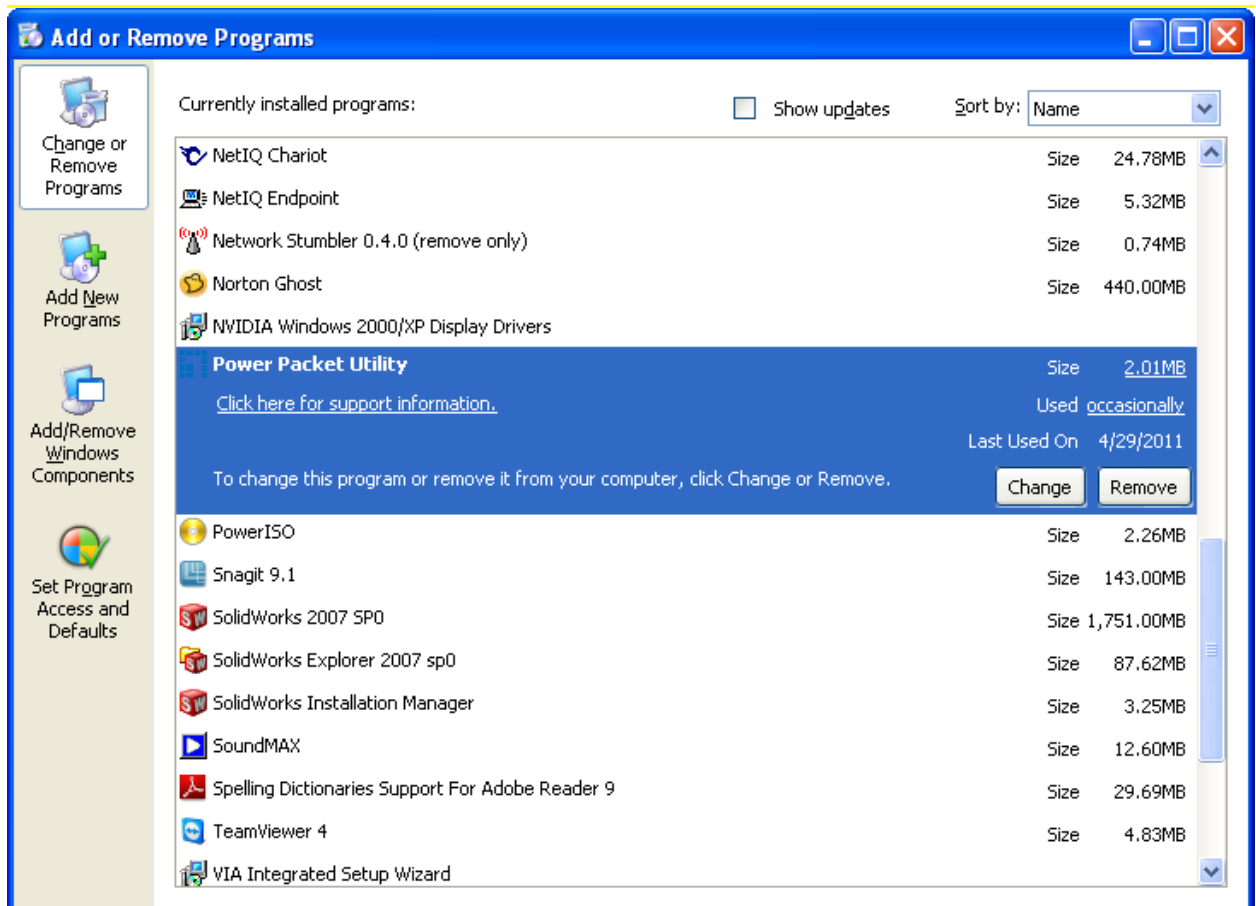 Add or Remove Programs
Change or
Remove
Programs
Add New
Programs
Add/Remove
Windows
Components
Set Program
Access and
Defaults
Currently installed programs:
Show updates
Sort by: Name
NetIQ Chariot Size 24.78MB
NetIQ Endpoint Size 5.32MB
Network Stumbler 0.4.0 (remove only) Size 0.74MB
Norton Ghost Size 440.00MB
NVIDIA Windows 2000/XP Display Drivers
Power Packet Utility Size 2.01MB
Click here for support information. Used occasionally
Last Used On 4/29/2011
To change this program or remove it from your computer, click Change or Remove. Change Remove
PowerISO Size 2.26MB
Snagit 9.1 Size 143.00MB
SolidWorks 2007 SP0 Size 1,751.00MB
SolidWorks Explorer 2007 sp0 Size 87.62MB
SolidWorks Installation Manager Size 3.25MB
SoundMAX Size 12.60MB
Spelling Dictionaries Support For Adobe Reader 9 Size 29.69MB
TeamViewer 4 Size 4.83MB
VIA Integrated Setup Wizard